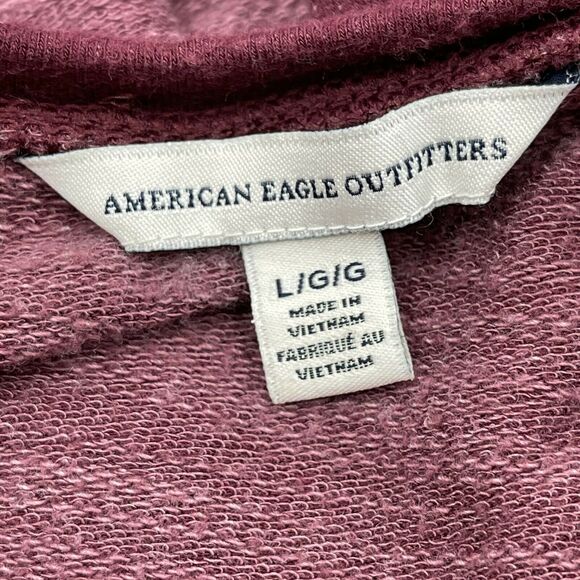 AMERICAN EAGLE OUTFITTERS
L/G/G
MADE IN
VIETNAM
FABRIQUÉ AU
VIETNAM